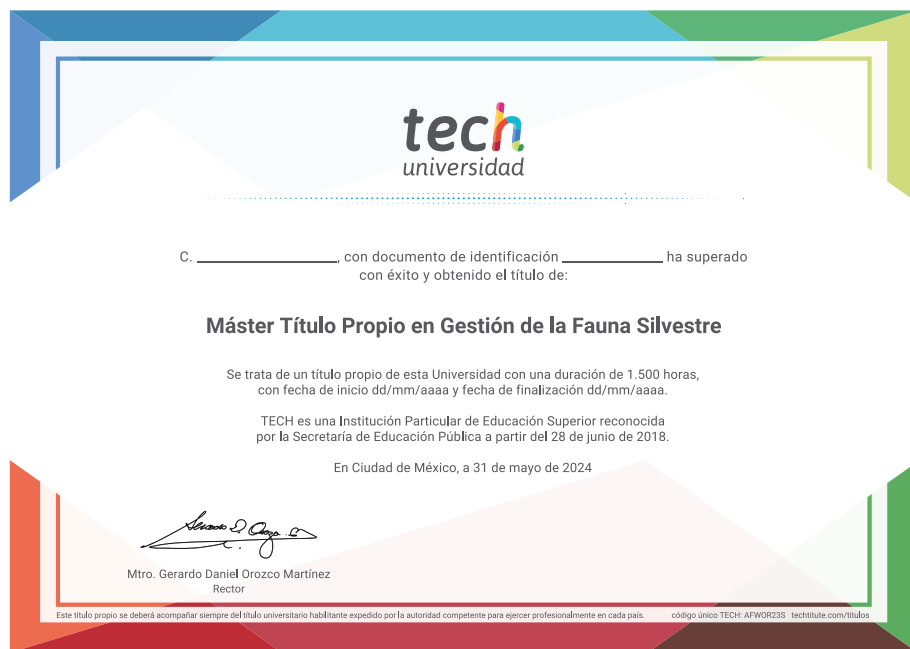 tech
universidad
C. ____________________, con documento de identificación ______________ ha superado
con éxito y obtenido el título de:
Máster Título Propio en Gestión de la Fauna Silvestre
Se trata de un título propio de esta Universidad con una duración de 1.500 horas,
con fecha de inicio dd/mm/aaaa y fecha de finalización dd/mm/aaaa.
TECH es una Institución Particular de Educación Superior reconocida
por la Secretaría de Educación Pública a partir del 28 de junio de 2018.
En Ciudad de México, a 31 de mayo de 2024
Mtro. Gerardo Daniel Orozco Martínez
Rector
Este título propio se deberá acompañar siempre del título universitario habilitante expedido por la autoridad competente para ejercer profesionalmente en cada país. código único TECH: AFWOR23S techtitute.com/titulos